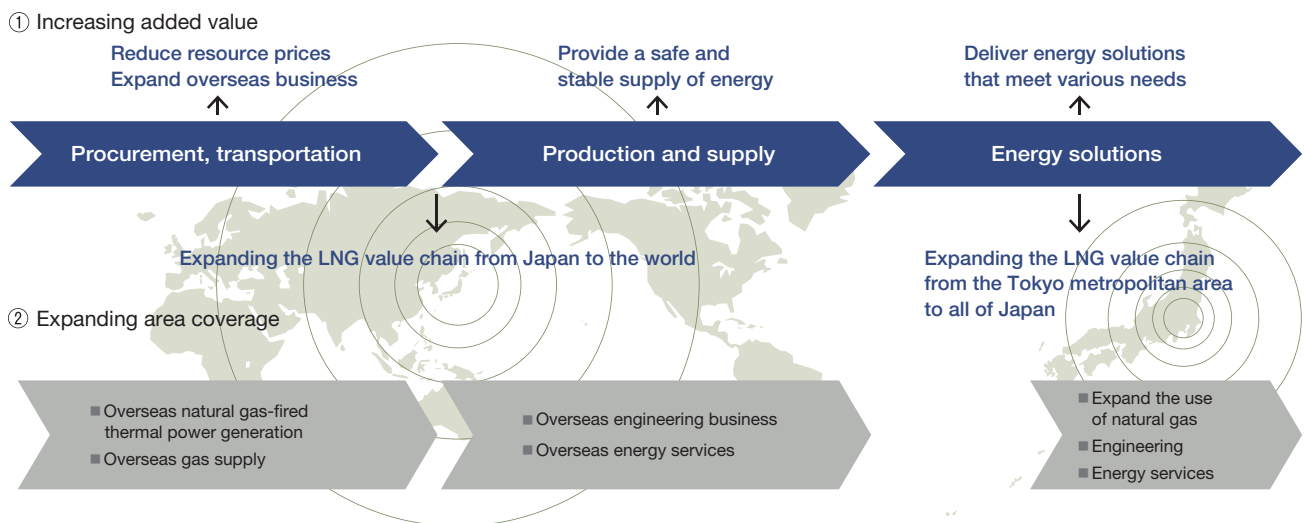 ① Increasing added value
Reduce resource prices
Expand overseas business
Provide a safe and
stable supply of energy
Deliver energy solutions
that meet various needs
Procurement, transportation
Production and supply
Energy solutions
Expanding the LNG value chain from Japan to the world
Expanding the LNG value chain
from the Tokyo metropolitan area
to all of Japan
② Expanding area coverage
■ Overseas natural gas-fired
thermal power generation
■ Overseas gas supply
■ Overseas engineering business
■ Overseas energy services
■ Expand the use
of natural gas
■ Engineering
■ Energy services